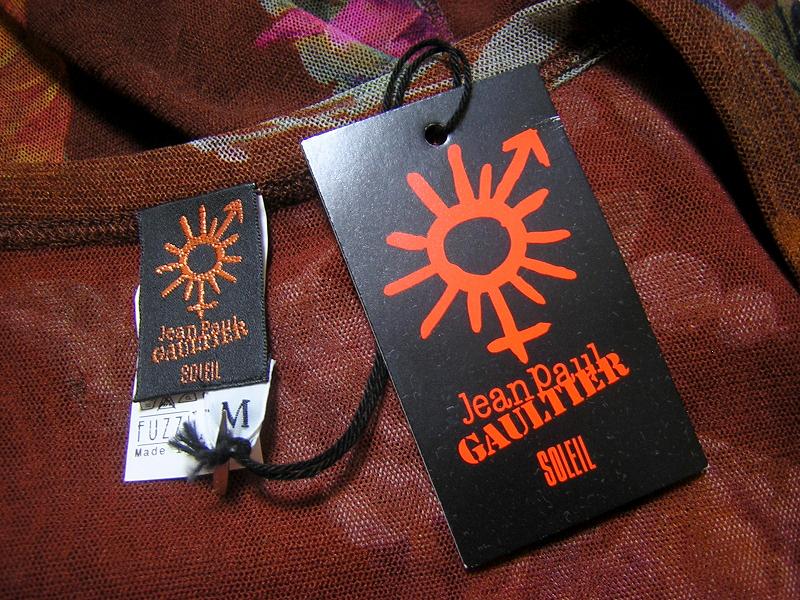 Jean Paul
GAULTIER
SOLEIL
M
FUZZI
Made
Jean paul
GAULTIER
SOLEIL